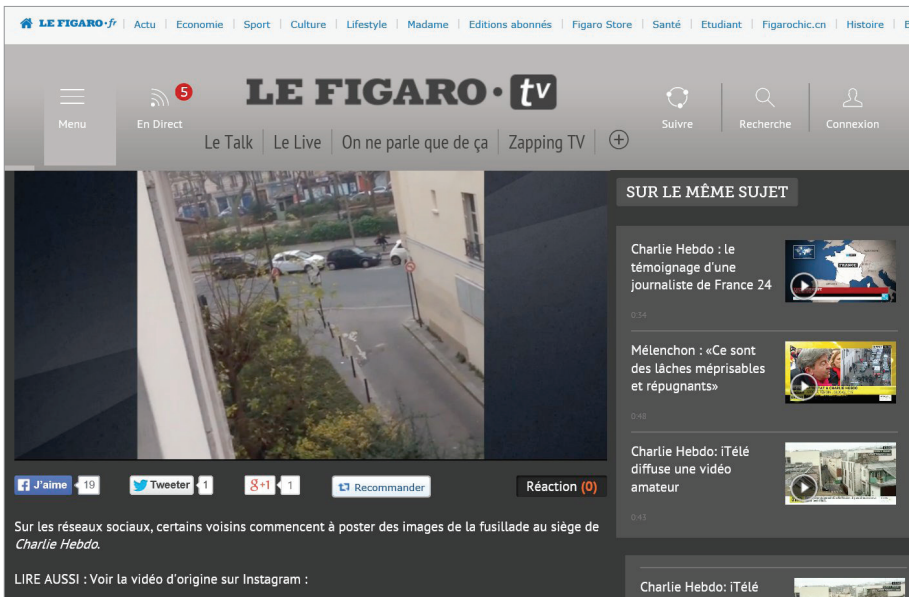 LE FIGARO·fr Actu Economie Sport Culture Lifestyle Madame Editions abonnés Figaro Store Santé Etudiant Figarochic.cn Histoire
Menu
En Direct
5
LE FIGARO·tv
Suivre
Recherche
Connexion
Le Talk Le Live On ne parle que de ça Zapping TV
SUR LE MÊME SUJET
Charlie Hebdo : le
témoignage d'une
journaliste de France 24
0:34
Mélenchon : «Ce sont
des lâches méprisables
et répugnants»
0:48
Charlie Hebdo: iTélé
diffuse une vidéo
amateur
0:43
Charlie Hebdo: iTélé
J'aime 19
Tweeter 1
g+1 1
Recommander
Réaction (0)
Sur les réseaux sociaux, certains voisins commencent à poster des images de la fusillade au siège de
Charlie Hebdo.
LIRE AUSSI : Voir la vidéo d'origine sur Instagram :